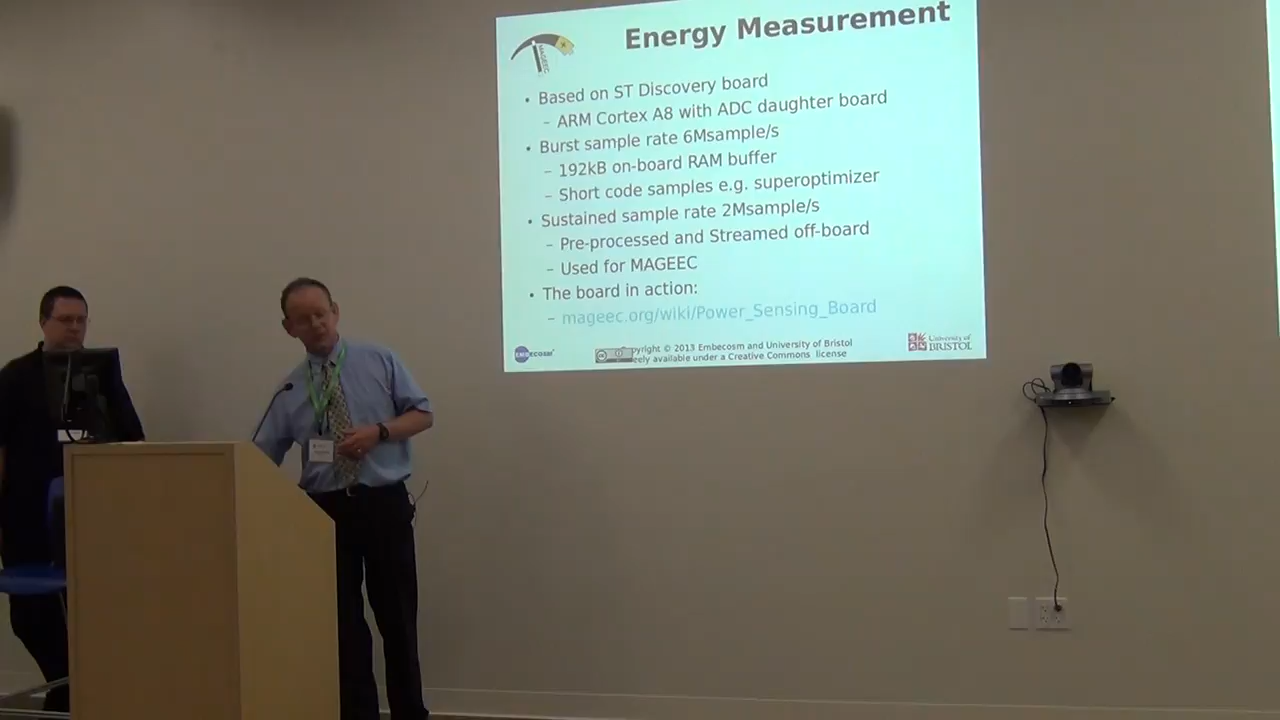 Energy Measurement
MAGEEC
• Based on ST Discovery board
– ARM Cortex A8 with ADC daughter board
• Burst sample rate 6Msample/s
– 192kB on-board RAM buffer
– Short code samples e.g. superoptimizer
• Sustained sample rate 2Msample/s
– Pre-processed and Streamed off-board
– Used for MAGEEC
• The board in action:
– mageec.org/wiki/Power_Sensing_Board
EMBECOSM
pyright © 2013 Embecosm and University of Bristol
eely available under a Creative Commons license
University of
BRISTOL